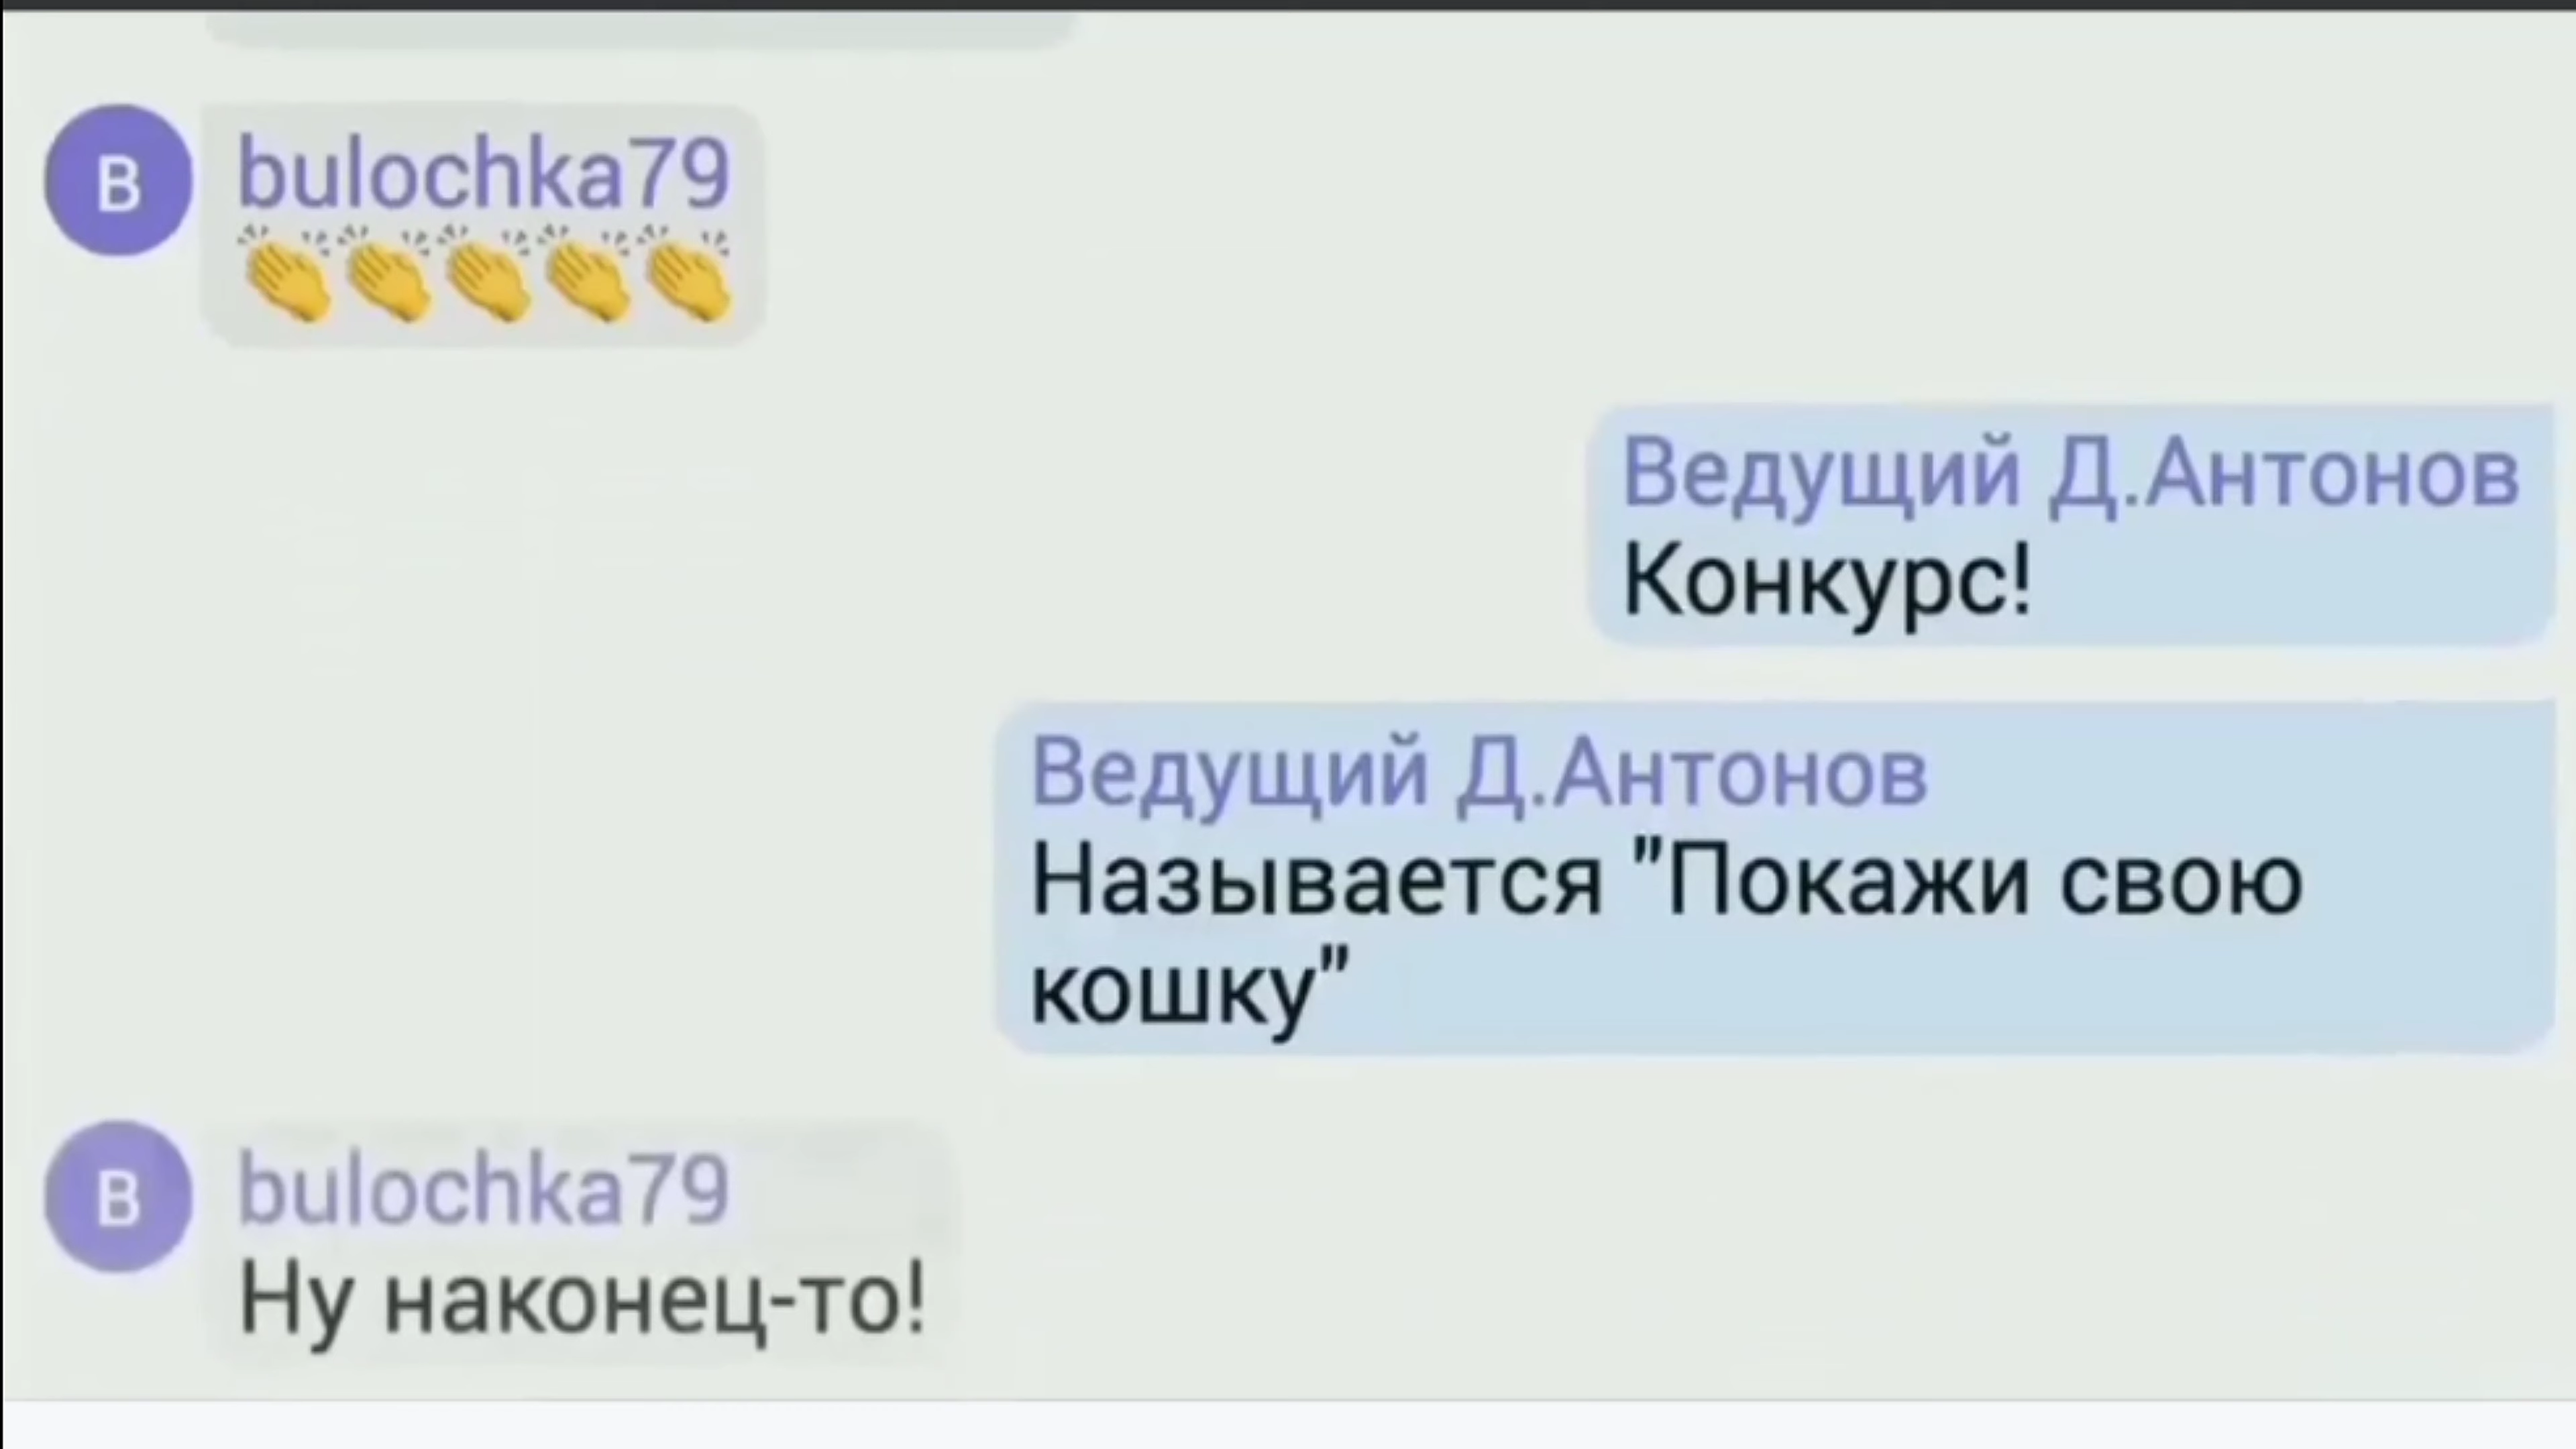 B
bulochka79
👏👏👏👏👏
Ведущий Д.Антонов
Конкурс!
Ведущий Д.Антонов
Называется "Покажи свою
кошку"
B
bulochka79
Ну наконец-то!